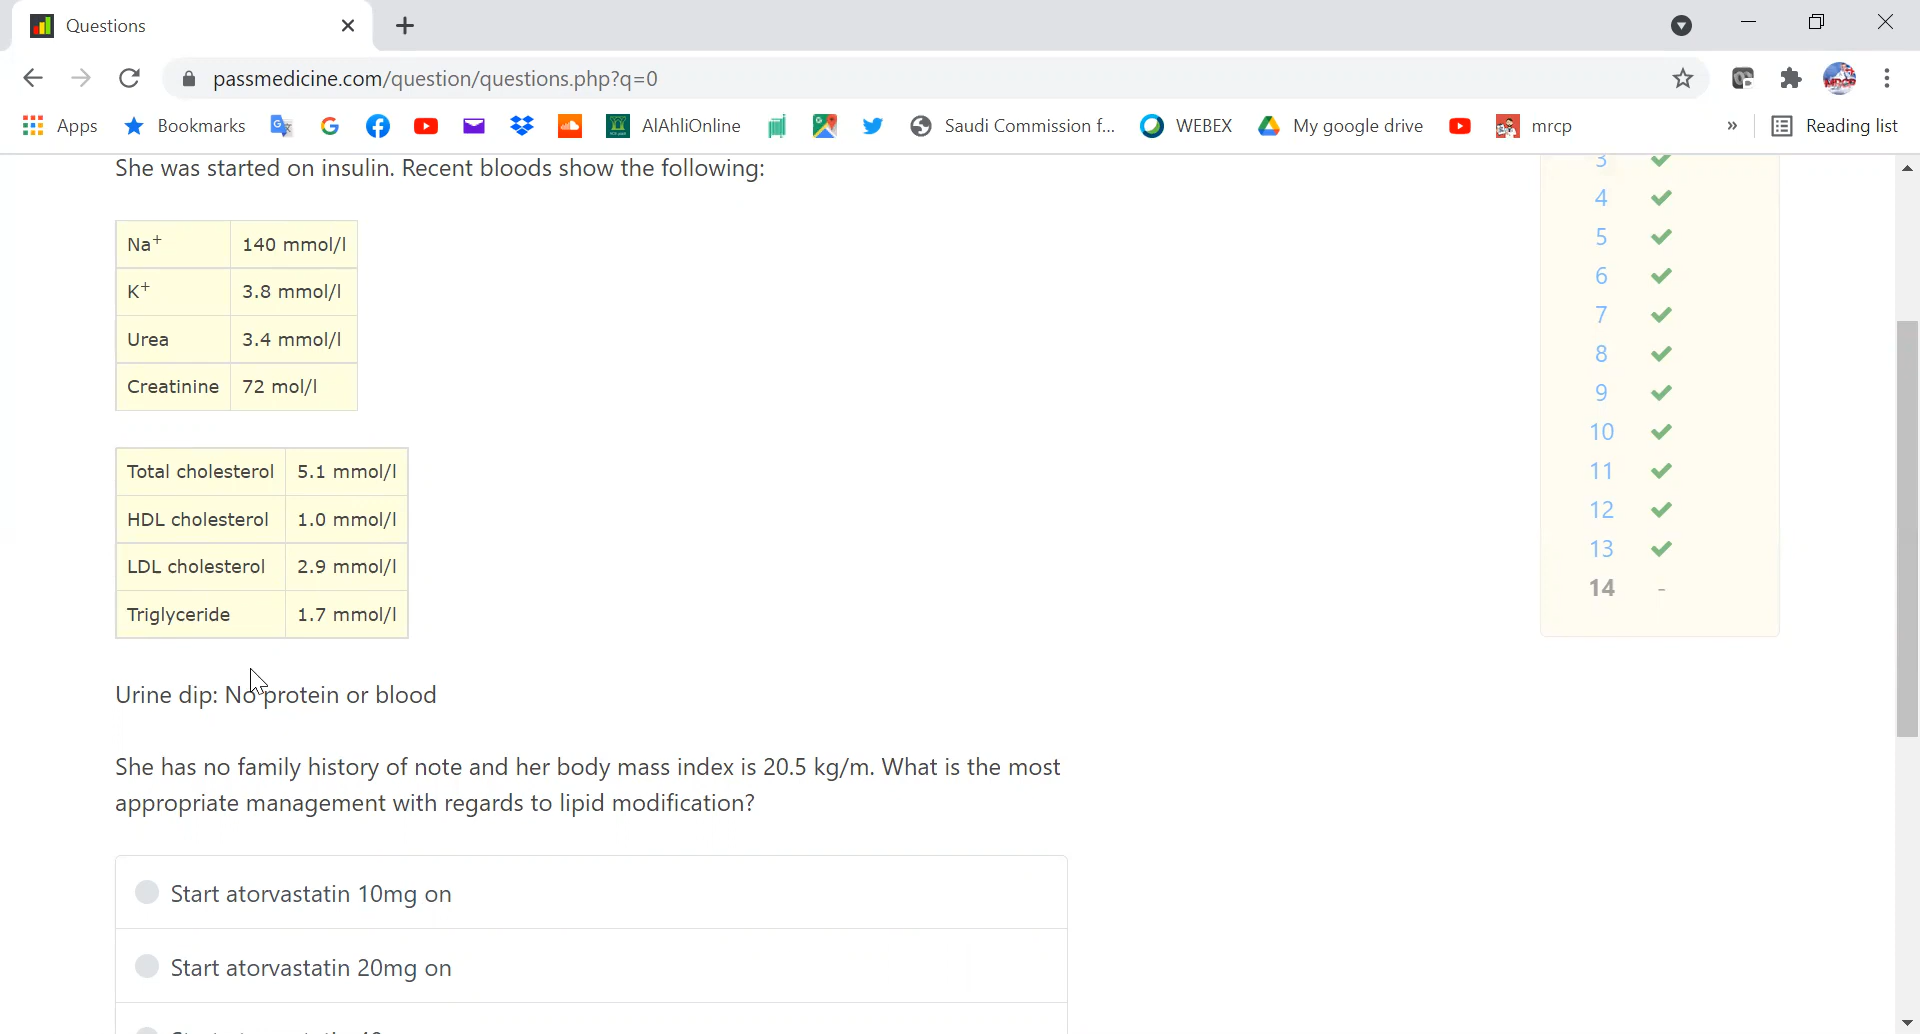 Questions
passmedicine.com/question/questions.php?q=0
Apps Bookmarks AlAhliOnline Saudi Commission f... WEBEX My google drive mrcp » Reading list
She was started on insulin. Recent bloods show the following:
Na+ 140 mmol/l
K+ 3.8 mmol/l
Urea 3.4 mmol/l
Creatinine 72 mol/l
Total cholesterol 5.1 mmol/l
HDL cholesterol 1.0 mmol/l
LDL cholesterol 2.9 mmol/l
Triglyceride 1.7 mmol/l
Urine dip: No protein or blood
She has no family history of note and her body mass index is 20.5 kg/m. What is the most
appropriate management with regards to lipid modification?
Start atorvastatin 10mg on
Start atorvastatin 20mg on
3
4
5
6
7
8
9
10
11
12
13
14 -